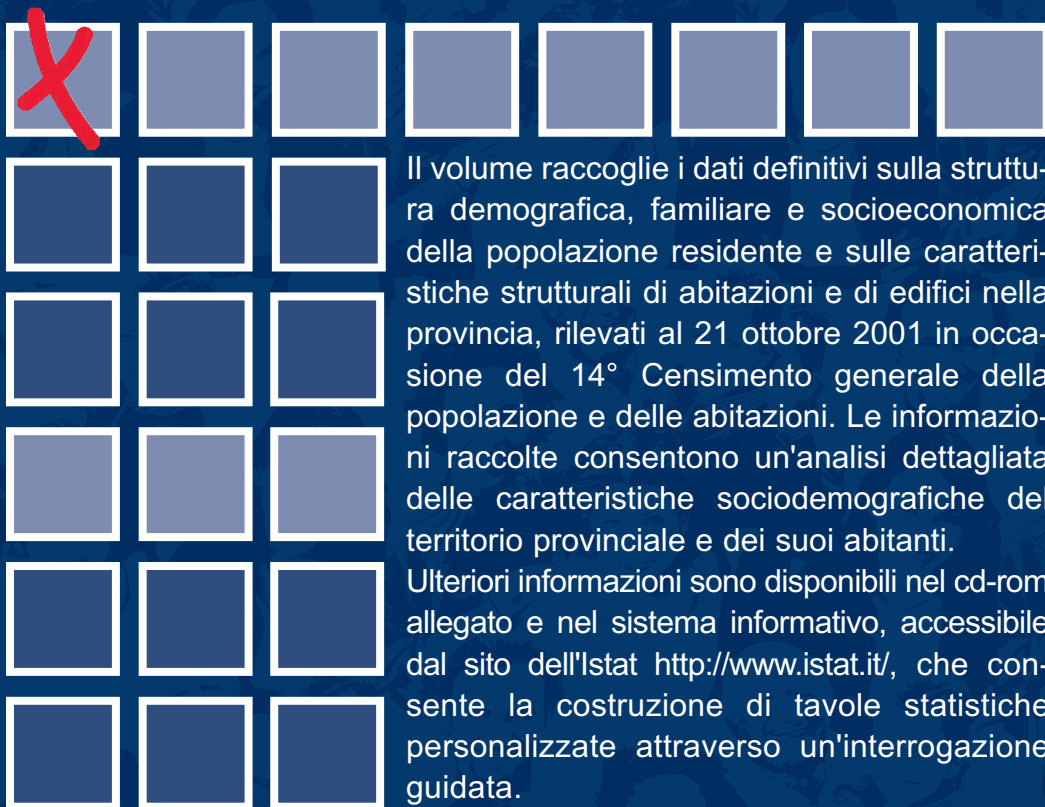 Il volume raccoglie i dati definitivi sulla struttu-
ra demografica, familiare e socioeconomica
della popolazione residente e sulle caratteri-
stiche strutturali di abitazioni e di edifici nella
provincia, rilevati al 21 ottobre 2001 in occa-
sione del 14° Censimento generale della
popolazione e delle abitazioni. Le informazio-
ni raccolte consentono un'analisi dettagliata
delle caratteristiche sociodemografiche del
territorio provinciale e dei suoi abitanti.
Ulteriori informazioni sono disponibili nel cd-rom
allegato e nel sistema informativo, accessibile
dal sito dell'Istat http://www.istat.it/, che con-
sente la costruzione di tavole statistiche
personalizzate attraverso un'interrogazione
guidata.